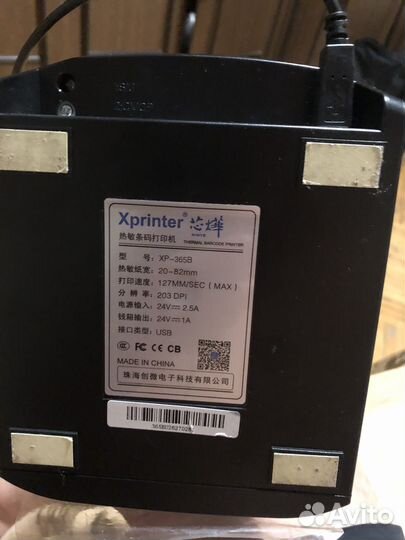 Xprinter® 芯烨
热敏条码打印机 THERMAL BARCODE PRINTER
型 号: XP-365B
热敏纸宽: 20-82mm
打印速度: 127MM/SEC (MAX)
分 辨 率: 203 DPI
电源输入: 24V⎓2.5A
钱箱输出: 24V⎓1A
接口类型: USB
FC CE CB
MADE IN CHINA
珠海创微电子科技有限公司
Avito